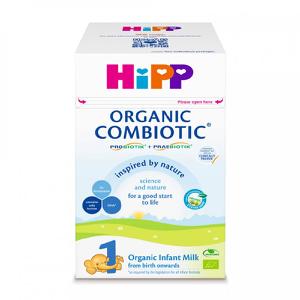 HiPP
Please open here
ORGANIC
COMBIOTIC®
PROBIOTIK® + PRAEBIOTIK®
inspired by nature
science and nature
for a good start
to life
DHA
1
Organic Infant Milk
from birth onwards